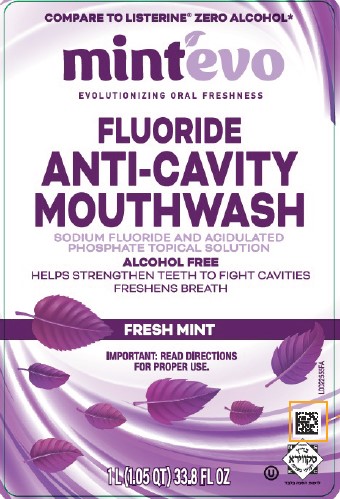 COMPARE TO LISTERINE® ZERO ALCOHOL*
mintevo
EVOLUTIONIZING ORAL FRESHNESS
FLUORIDE
ANTI-CAVITY
MOUTHWASH
SODIUM FLUORIDE AND ACIDULATED
PHOSPHATE TOPICAL SOLUTION
ALCOHOL FREE
HELPS STRENGTHEN TEETH TO FIGHT CAVITIES
FRESHENS BREATH
FRESH MINT
IMPORTANT: READ DIRECTIONS
FOR PROPER USE.
1 L (1.05 QT) 33.8 FL OZ
U
סקווירא